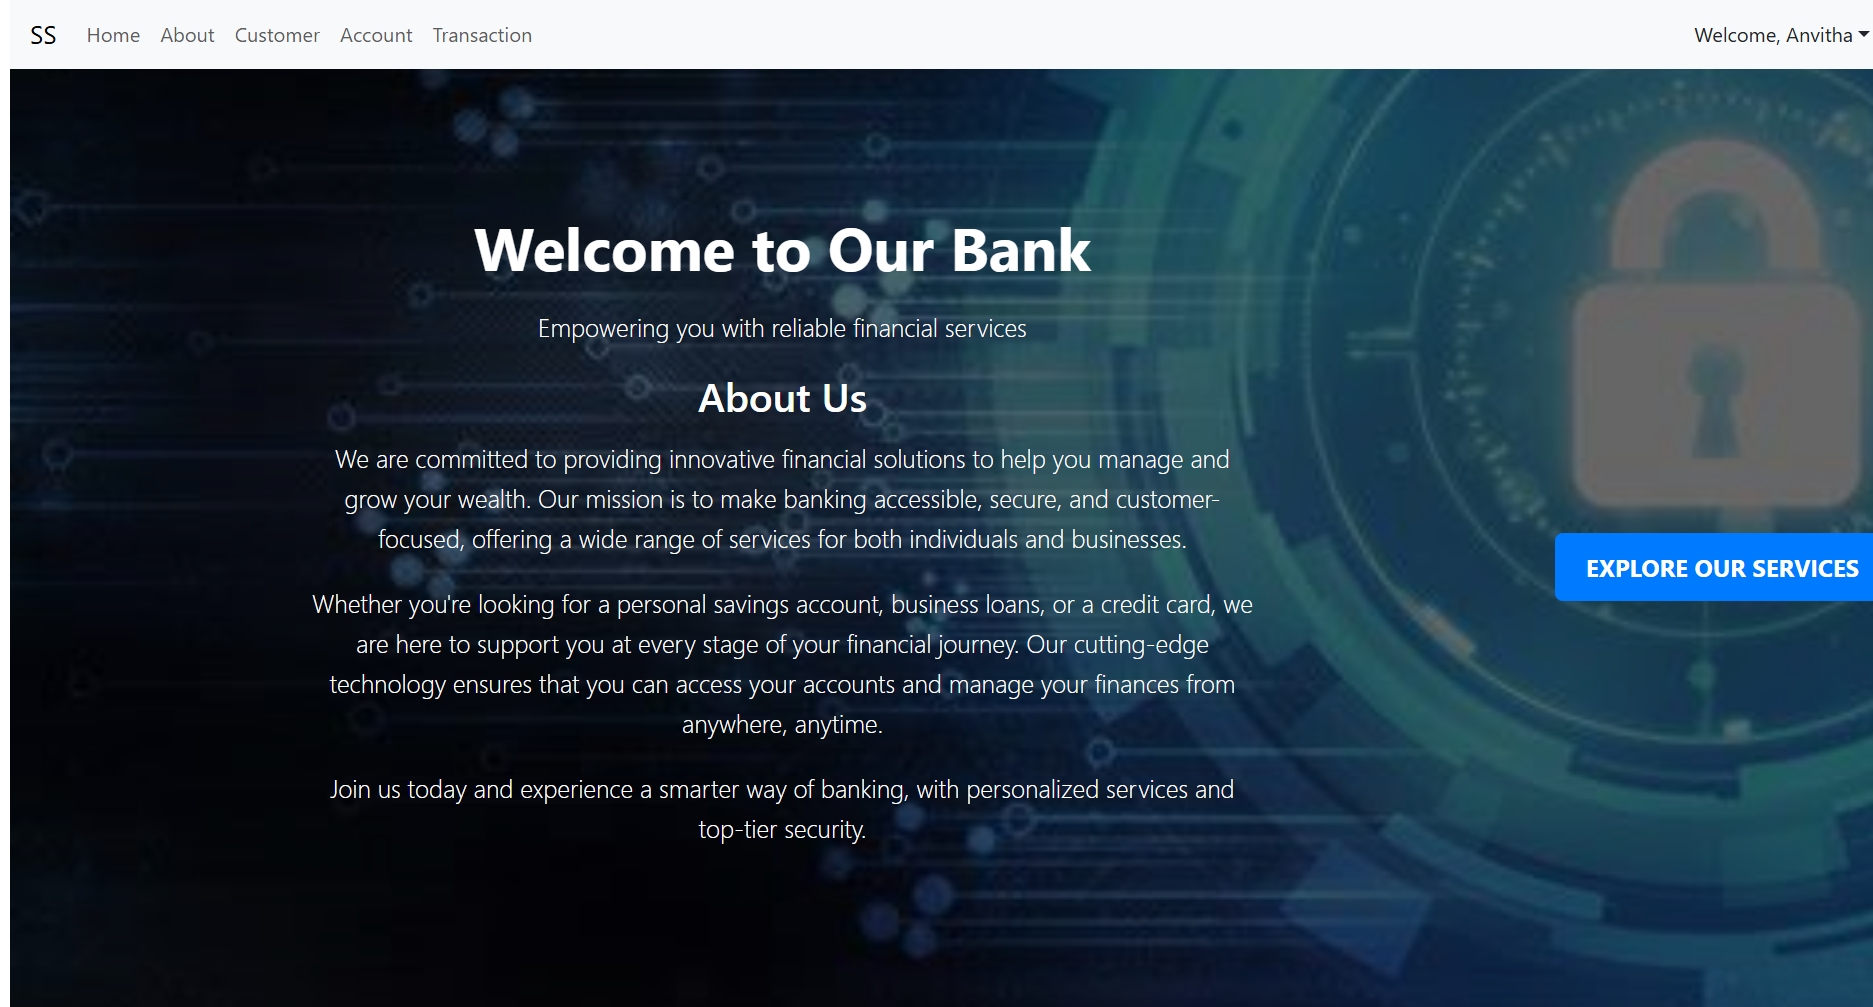 SS Home About Customer Account Transaction Welcome, Anvitha
Welcome to Our Bank
Empowering you with reliable financial services
About Us
We are committed to providing innovative financial solutions to help you manage and
grow your wealth. Our mission is to make banking accessible, secure, and customer-
focused, offering a wide range of services for both individuals and businesses.
Whether you're looking for a personal savings account, business loans, or a credit card, we
are here to support you at every stage of your financial journey. Our cutting-edge
technology ensures that you can access your accounts and manage your finances from
anywhere, anytime.
Join us today and experience a smarter way of banking, with personalized services and
top-tier security.
EXPLORE OUR SERVICES